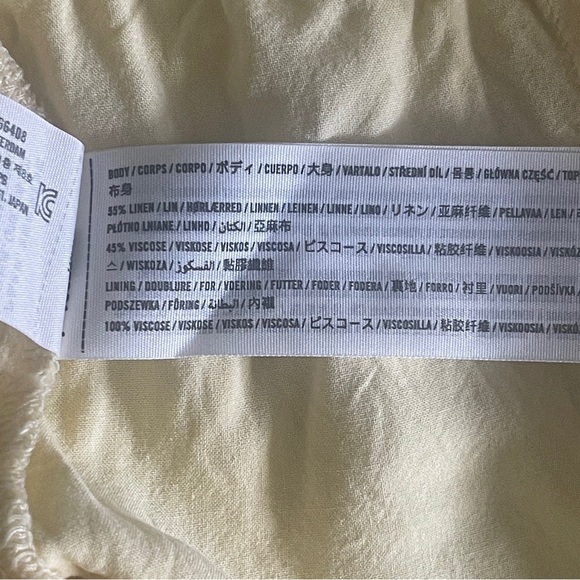 66408
TERDAM
JAPAN
BODY / CORPS / CORPO / ボディ / CUERPO / 大身 / VARTALO / STŘEDNÍ DÍL / 몸통 / GŁÓWNA CZĘŚĆ / TOP
布身
55% LINEN / LIN / HØRLÆRRED / LINNEN / LEINEN / LINNE / LINO / リネン / 亚麻纤维 / PELLAVAA / LEN /
PŁÓTNO LNIANE / LINHO / الكتان / 亞麻布
45% VISCOSE / VISKOSE / VISKOS / VISCOSA / ビスコース / VISCOSILLA / 粘胶纤维 / VISKOOSIA / VISKÓZ
스 / WISKOZA / الفسكوز / 黏膠纖維
LINING / DOUBLURE / FOR / VOERING / FUTTER / FODER / FODERA / 裏地 / FORRO / 衬里 / VUORI / PODŠÍVKA /
PODSZEWKA / FÔRING / البطانة / 內襯
100% VISCOSE / VISKOSE / VISKOS / VISCOSA / ビスコース / VISCOSILLA / 粘胶纤维 / VISKOOSIA / VISKÓ